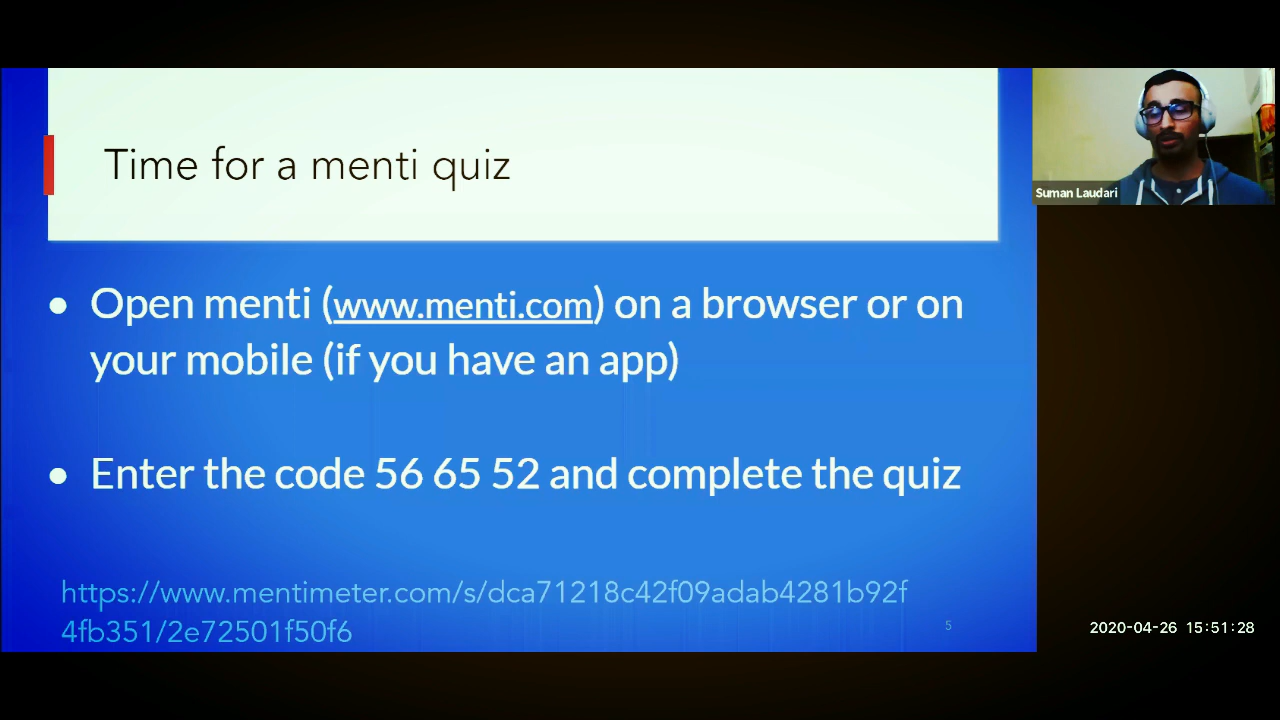 Time for a menti quiz
Suman Laudari
● Open menti (www.menti.com) on a browser or on
your mobile (if you have an app)
● Enter the code 56 65 52 and complete the quiz
https://www.mentimeter.com/s/dca71218c42f09adab4281b92f
4fb351/2e72501f50f6
5
2020-04-26 15:51:28